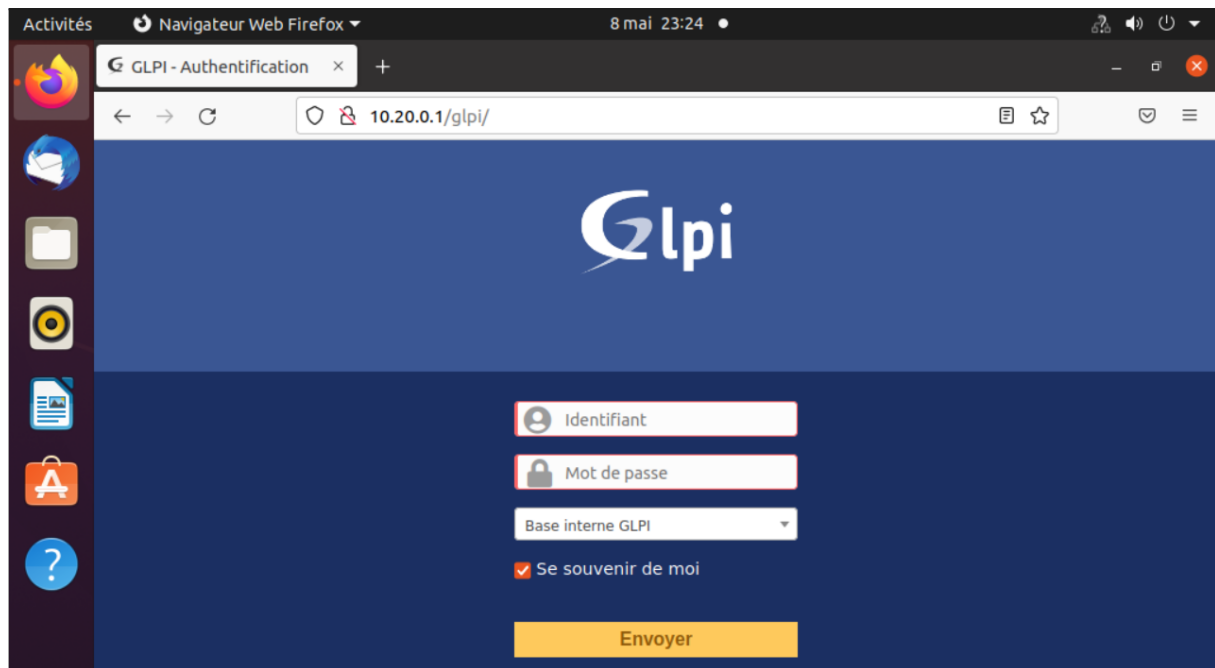 Activités Navigateur Web Firefox 8 mai 23:24
GLPI - Authentification
10.20.0.1/glpi/
Glpi
Identifiant
Mot de passe
Base interne GLPI
Se souvenir de moi
Envoyer